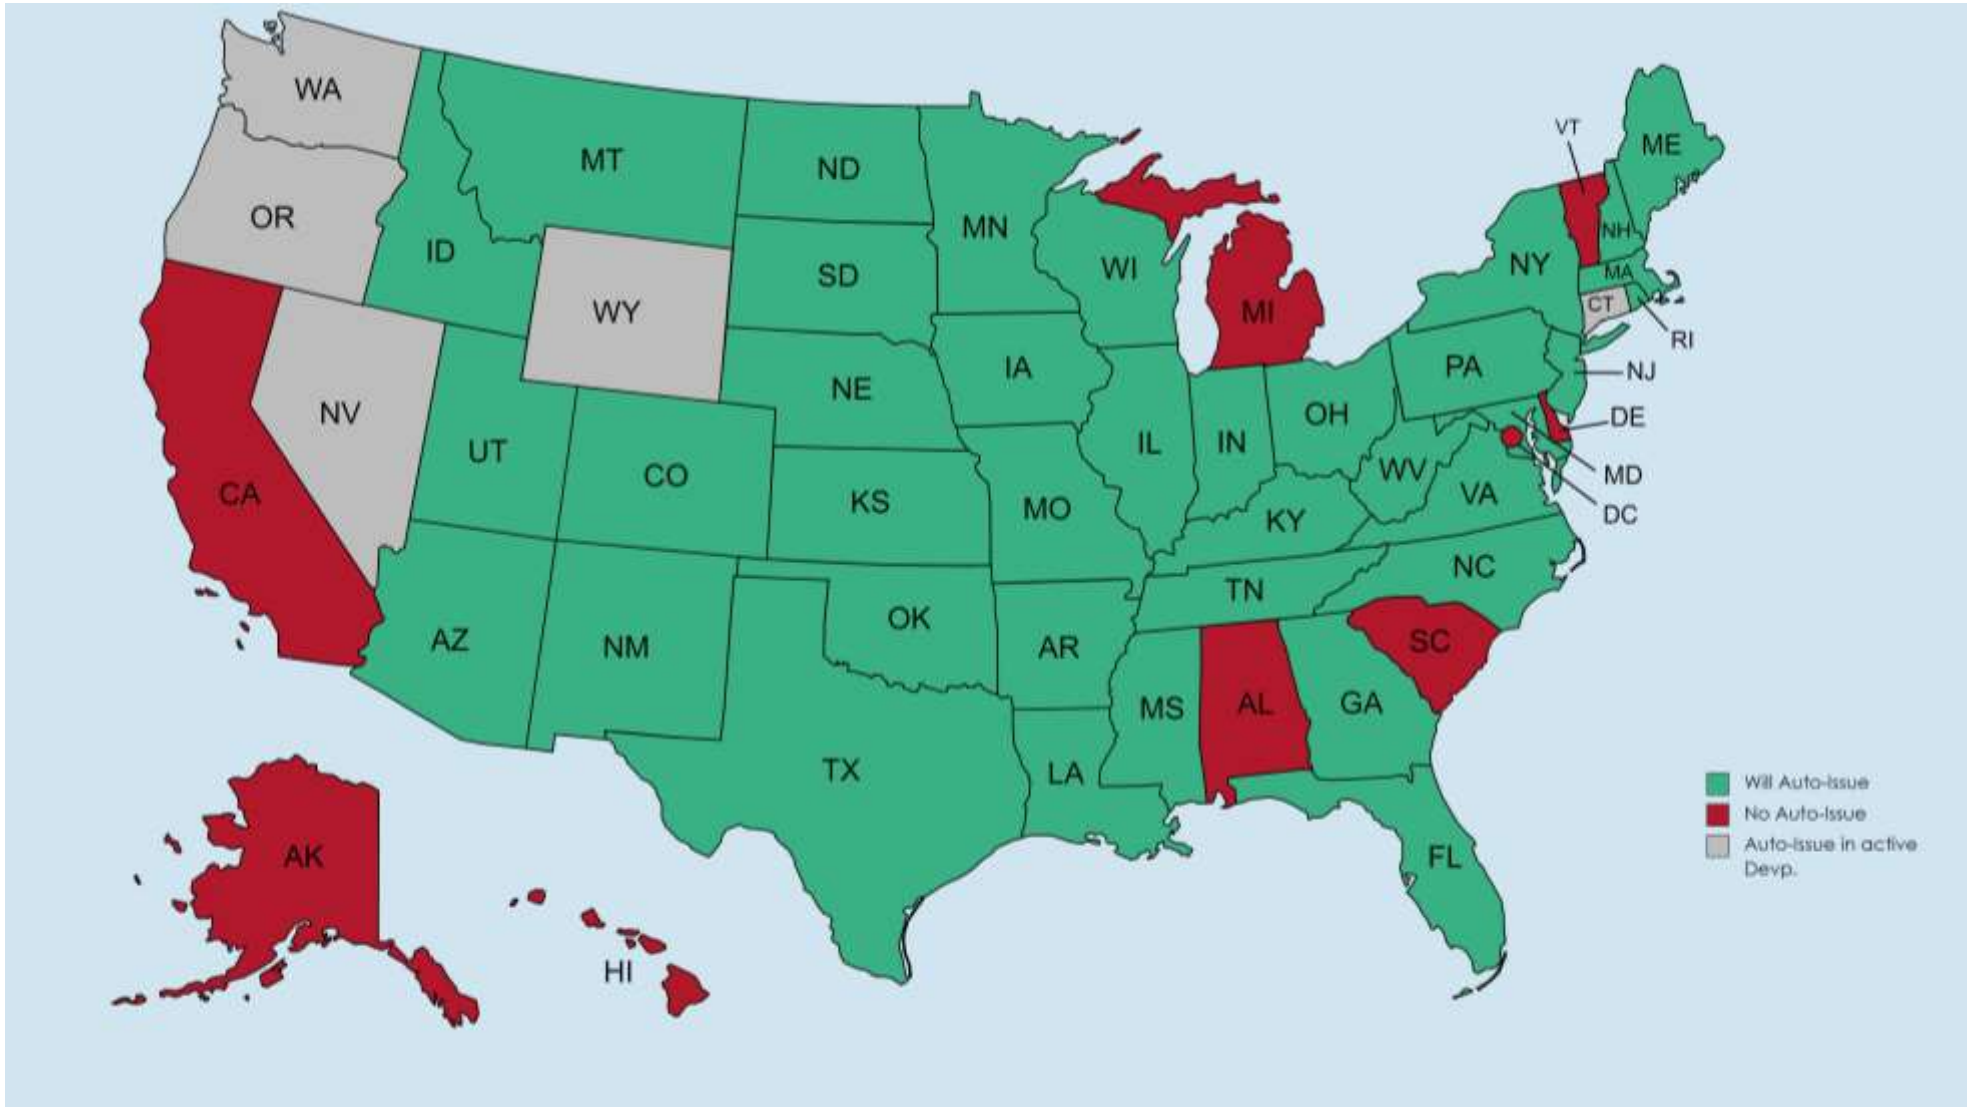 WA
MT
ND
MN
VT
ME
OR
ID
SD
WI
NH
NY
MA
WY
MI
CT
RI
NV
NE
IA
PA
NJ
UT
CO
IL
IN
OH
DE
CA
KS
MO
WV
MD
KY
VA
DC
AZ
NM
OK
AR
TN
NC
SC
TX
LA
MS
AL
GA
FL
AK
HI
Will Auto-Issue
No Auto-Issue
Auto-Issue in active
Devp.